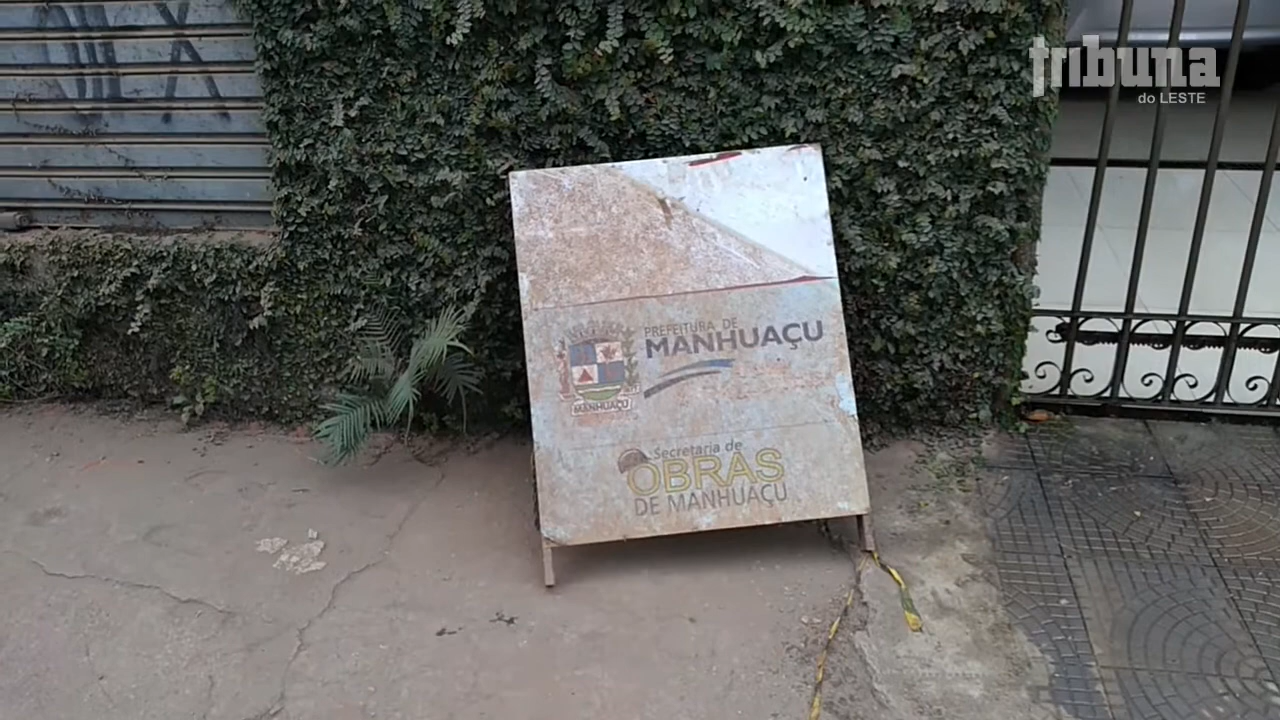 tribuna
do LESTE
PREFEITURA DE
MANHUAÇU
MANHUAÇU
Secretaria de
OBRAS
DE MANHUAÇU